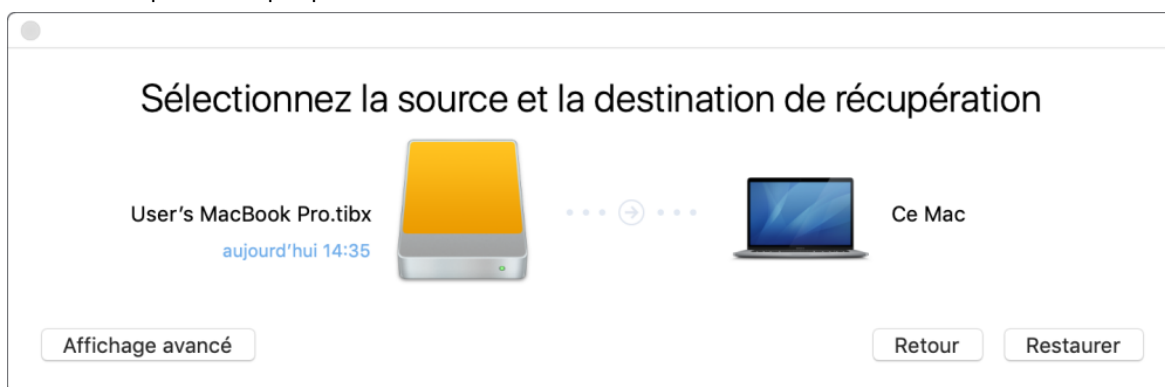 Sélectionnez la source et la destination de récupération
User's MacBook Pro.tibx
aujourd'hui 14:35
Ce Mac
Affichage avancé
Retour
Restaurer